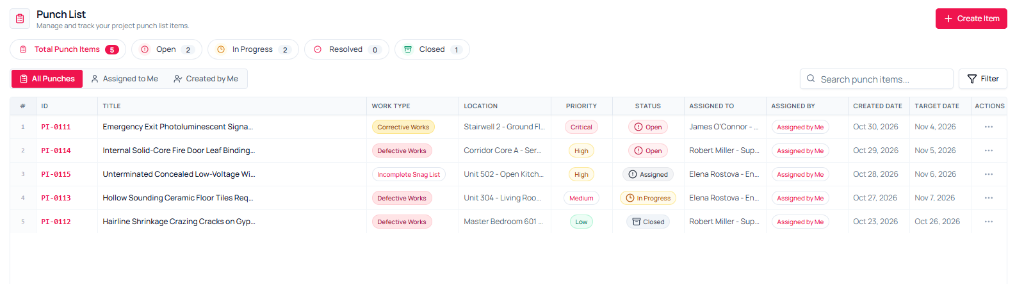 Punch List
Manage and track your project punch list items.
Create Item
Total Punch Items 5 Open 2 In Progress 2 Resolved 0 Closed 1
All Punches Assigned to Me Created by Me Search punch items... Filter
# ID TITLE WORK TYPE LOCATION PRIORITY STATUS ASSIGNED TO ASSIGNED BY CREATED DATE TARGET DATE ACTIONS
1 PI-0111 Emergency Exit Photoluminescent Signa... Corrective Works Stairwell 2 - Ground Fl... Critical Open James O'Connor - ... Assigned by Me Oct 30, 2026 Nov 4, 2026 ...
2 PI-0114 Internal Solid-Core Fire Door Leaf Binding... Defective Works Corridor Core A - Ser... High Open Robert Miller - Sup... Assigned by Me Oct 29, 2026 Nov 5, 2026 ...
3 PI-0115 Unterminated Concealed Low-Voltage Wi... Incomplete Snag List Unit 502 - Open Kitch... High Assigned Elena Rostova - En... Assigned by Me Oct 28, 2026 Nov 6, 2026 ...
4 PI-0113 Hollow Sounding Ceramic Floor Tiles Req... Defective Works Unit 304 - Living Roo... Medium In Progress Elena Rostova - En... Assigned by Me Oct 27, 2026 Nov 7, 2026 ...
5 PI-0112 Hairline Shrinkage Crazing Cracks on Gyp... Defective Works Master Bedroom 601 ... Low Closed Robert Miller - Sup... Assigned by Me Oct 23, 2026 Oct 26, 2026 ...